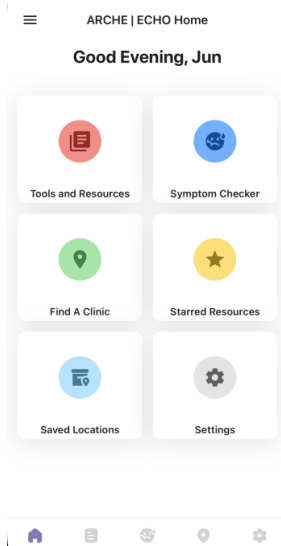 ARCHE | ECHO Home
Good Evening, Jun
Tools and Resources
Symptom Checker
Find A Clinic
Starred Resources
Saved Locations
Settings